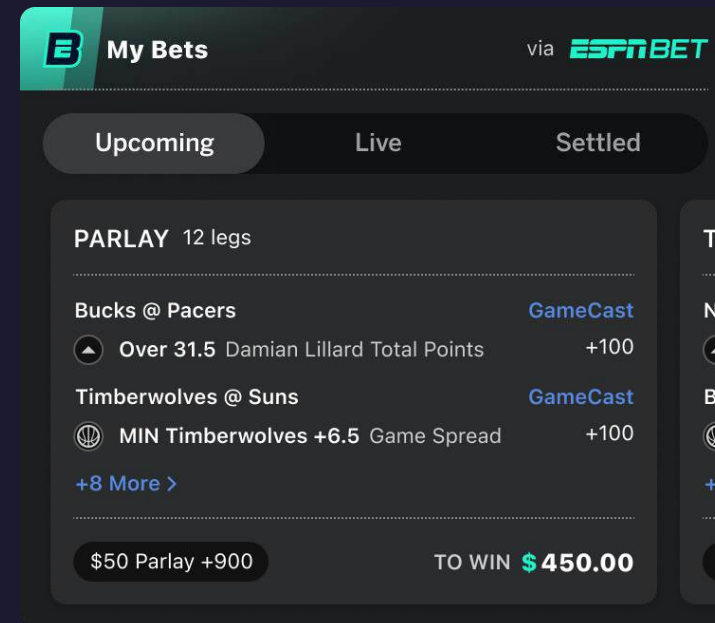 My Bets
via ESPN BET
Upcoming Live Settled
PARLAY 12 legs
Bucks @ Pacers GameCast
Over 31.5 Damian Lillard Total Points +100
Timberwolves @ Suns GameCast
MIN Timberwolves +6.5 Game Spread +100
+8 More >
$50 Parlay +900 TO WIN $450.00